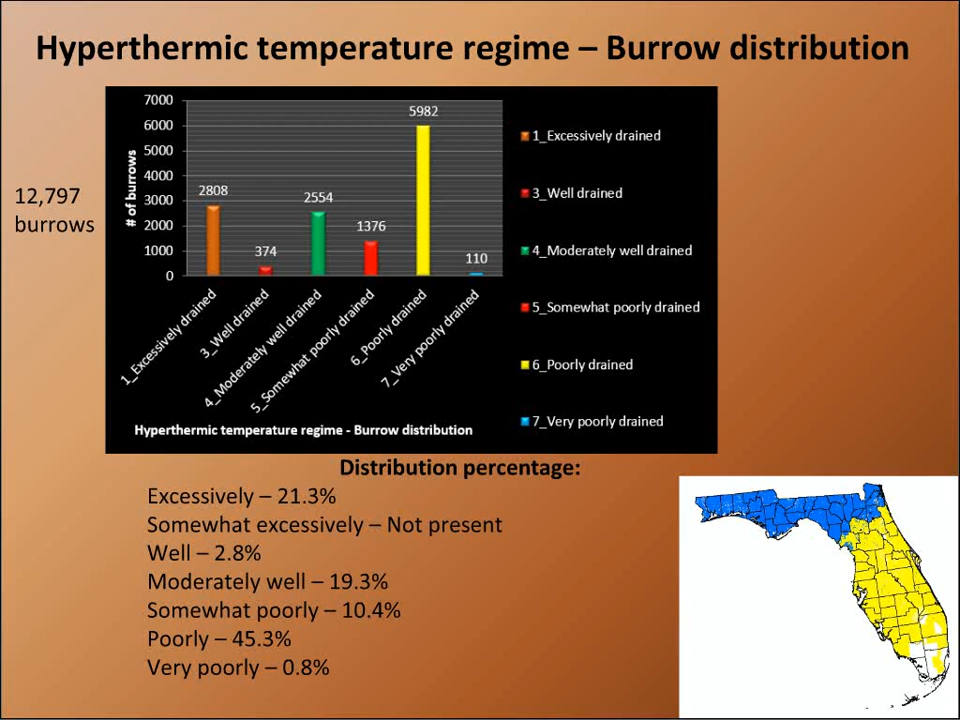 Hyperthermic temperature regime – Burrow distribution
12,797
burrows
# of burrows
7000
6000
5000
4000
3000
2000
1000
0
2808
374
2554
1376
5982
110
1_Excessively drained
3_Well drained
4_Moderately well drained
5_Somewhat poorly drained
6_Poorly drained
7_Very poorly drained
Hyperthermic temperature regime - Burrow distribution
1_Excessively drained
3_Well drained
4_Moderately well drained
5_Somewhat poorly drained
6_Poorly drained
7_Very poorly drained
Distribution percentage:
Excessively – 21.3%
Somewhat excessively – Not present
Well – 2.8%
Moderately well – 19.3%
Somewhat poorly – 10.4%
Poorly – 45.3%
Very poorly – 0.8%